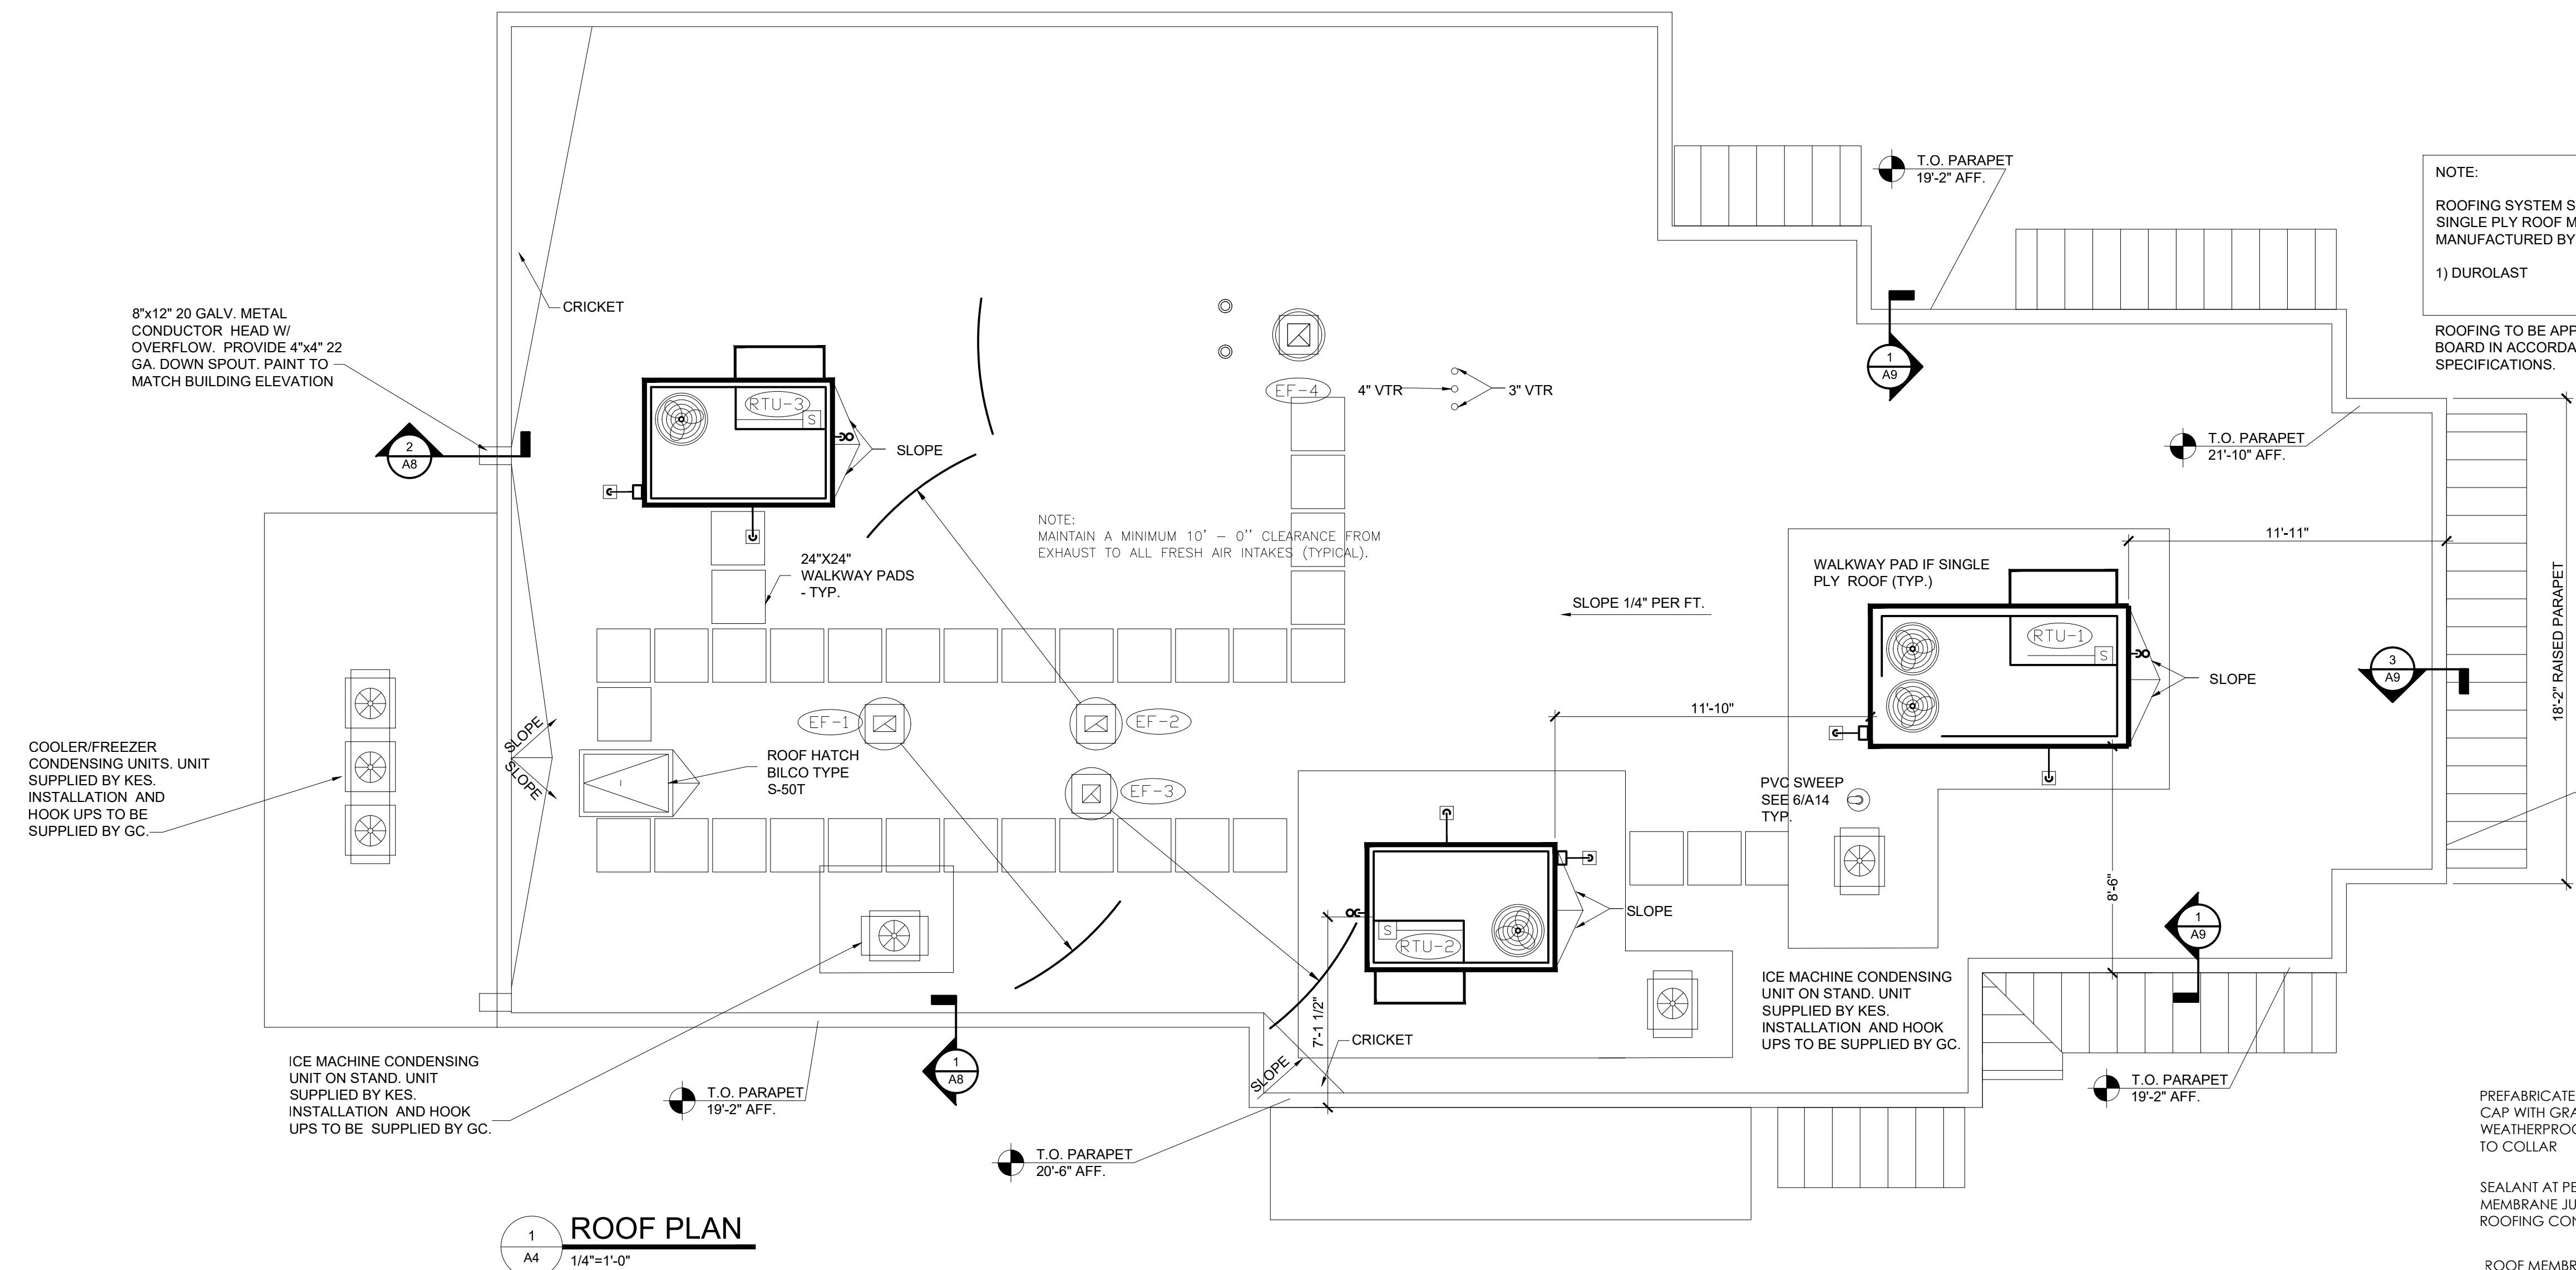 T.O. PARAPET
19'-2" AFF.
NOTE:
ROOFING SYSTEM S
SINGLE PLY ROOF M
MANUFACTURED BY
1) DUROLAST
ROOFING TO BE APP
BOARD IN ACCORDA
SPECIFICATIONS.
CRICKET
8"x12" 20 GALV. METAL
CONDUCTOR HEAD W/
OVERFLOW. PROVIDE 4"x4" 22
GA. DOWN SPOUT. PAINT TO
MATCH BUILDING ELEVATION
2
A8
RTU-3
S
SLOPE
EF-4
4" VTR
3" VTR
1
A9
T.O. PARAPET
21'-10" AFF.
NOTE:
MAINTAIN A MINIMUM 10' – 0'' CLEARANCE FROM
EXHAUST TO ALL FRESH AIR INTAKES (TYPICAL).
24"X24"
WALKWAY PADS
- TYP.
SLOPE 1/4" PER FT.
WALKWAY PAD IF SINGLE
PLY ROOF (TYP.)
11'-11"
RTU-1
S
SLOPE
3
A9
18'-2" RAISED PARAPET
11'-10"
EF-1
EF-2
EF-3
SLOPE
SLOPE
ROOF HATCH
BILCO TYPE
S-50T
COOLER/FREEZER
CONDENSING UNITS. UNIT
SUPPLIED BY KES.
INSTALLATION AND
HOOK UPS TO BE
SUPPLIED BY GC.
PVC SWEEP
SEE 6/A14
TYP.
8'-6"
S
RTU-2
SLOPE
1
A9
7'-1 1/2"
CRICKET
SLOPE
ICE MACHINE CONDENSING
UNIT ON STAND. UNIT
SUPPLIED BY KES.
INSTALLATION AND HOOK
UPS TO BE SUPPLIED BY GC.
ICE MACHINE CONDENSING
UNIT ON STAND. UNIT
SUPPLIED BY KES.
INSTALLATION AND HOOK
UPS TO BE SUPPLIED BY GC.
T.O. PARAPET
19'-2" AFF.
1
A8
T.O. PARAPET
20'-6" AFF.
T.O. PARAPET
19'-2" AFF.
PREFABRICATE
CAP WITH GRA
WEATHERPROO
TO COLLAR
SEALANT AT PE
MEMBRANE JU
ROOFING CON
ROOF MEMBR
1
A4
ROOF PLAN
1/4"=1'-0"